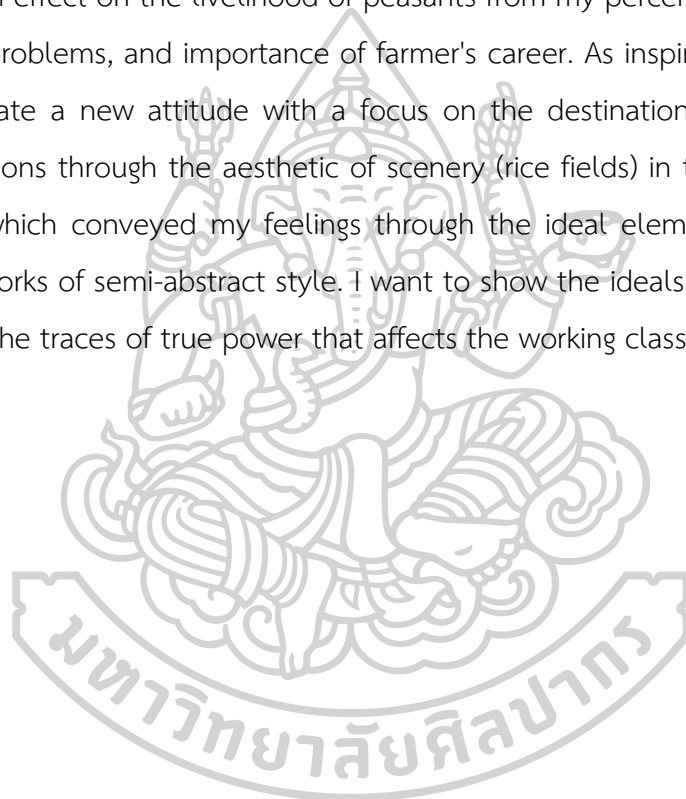 effect on the livelihood of peasants from my percer
roblems, and importance of farmer's career. As inspir
ate a new attitude with a focus on the destination
ons through the aesthetic of scenery (rice fields) in t
which conveyed my feelings through the ideal elem
orks of semi-abstract style. I want to show the ideals
he traces of true power that affects the working class
มหาวิทยาลัยศิลปากร